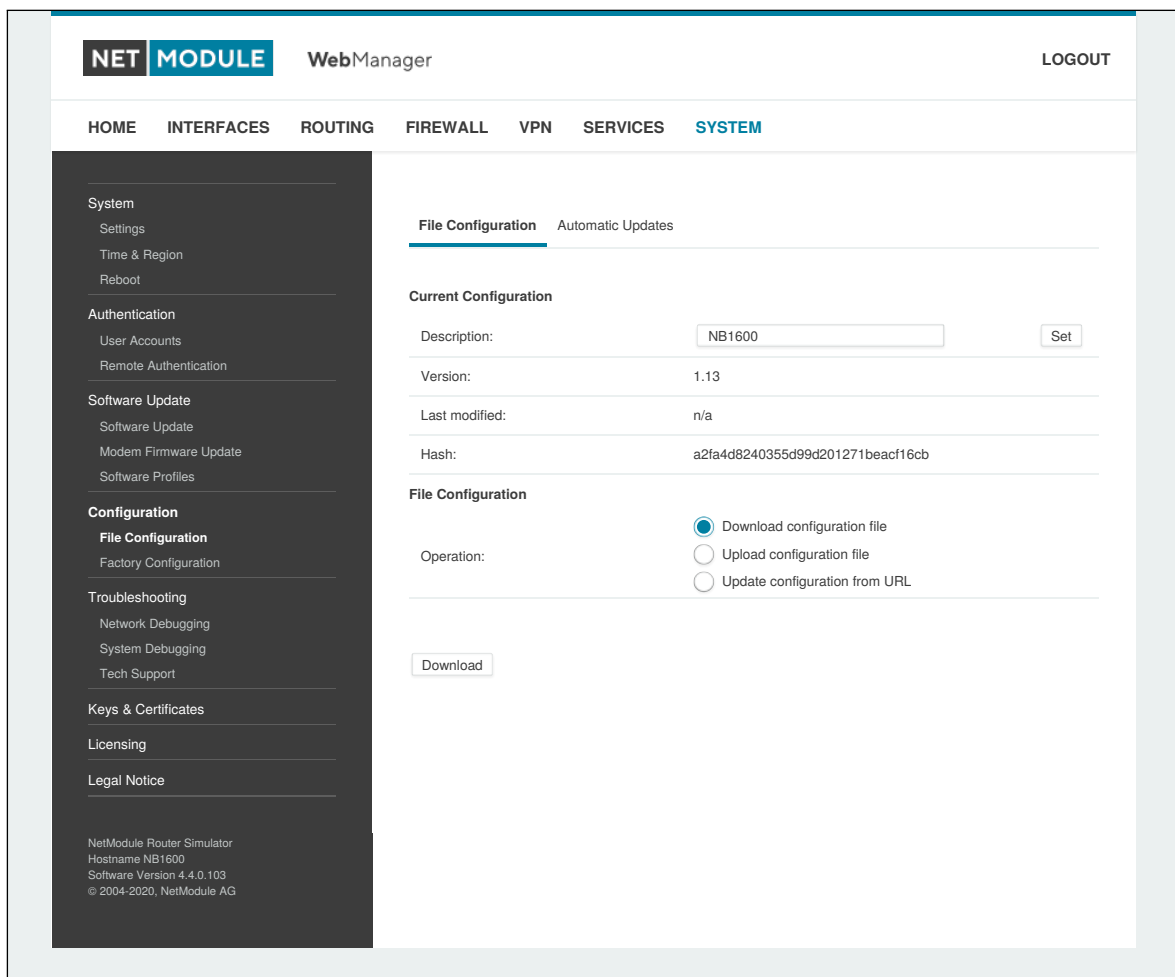 NET MODULE WebManager LOGOUT
HOME INTERFACES ROUTING FIREWALL VPN SERVICES SYSTEM
System
Settings
Time & Region
Reboot
Authentication
User Accounts
Remote Authentication
Software Update
Software Update
Modem Firmware Update
Software Profiles
Configuration
File Configuration
Factory Configuration
Troubleshooting
Network Debugging
System Debugging
Tech Support
Keys & Certificates
Licensing
Legal Notice
NetModule Router Simulator
Hostname NB1600
Software Version 4.4.0.103
© 2004-2020, NetModule AG
File Configuration Automatic Updates
Current Configuration
Description: NB1600 Set
Version: 1.13
Last modified: n/a
Hash: a2fa4d8240355d99d201271beacf16cb
File Configuration
Operation:
Download configuration file
Upload configuration file
Update configuration from URL
Download